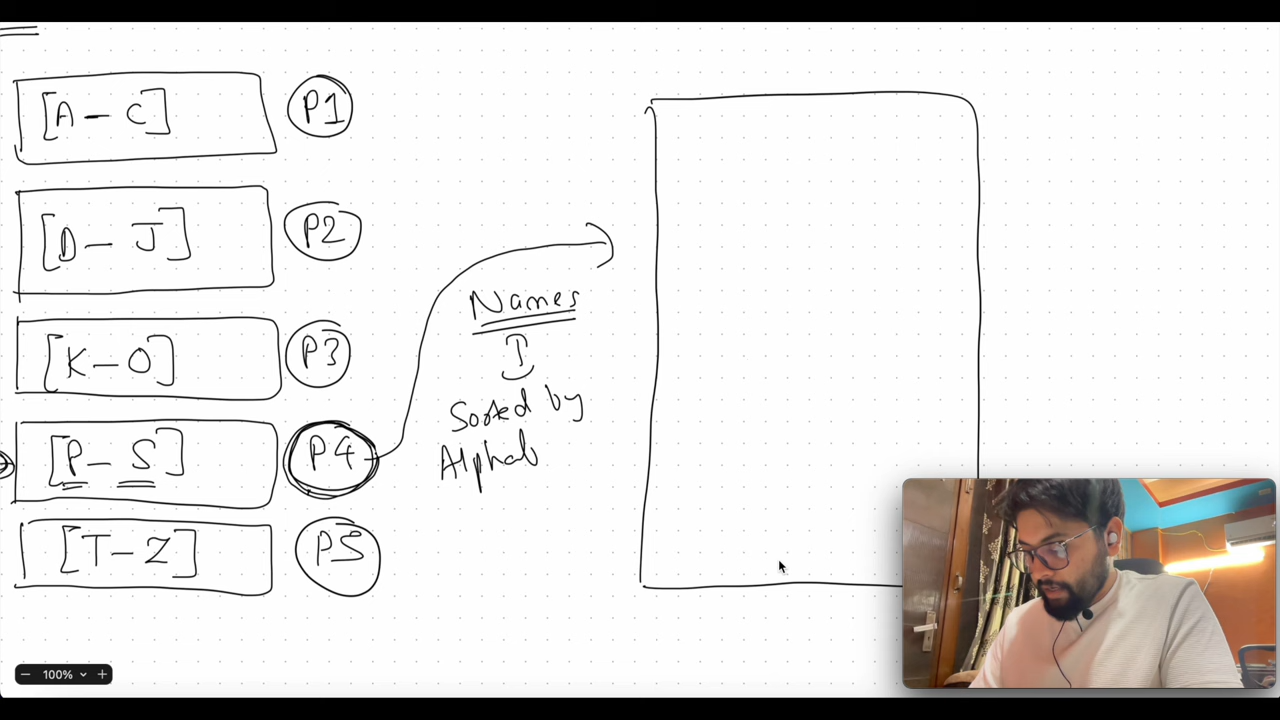 [A - C] P1
[D - J] P2
[K - O] P3
[P - S] P4
[T - Z] P5
Names
Sorted by
Alphab
100%